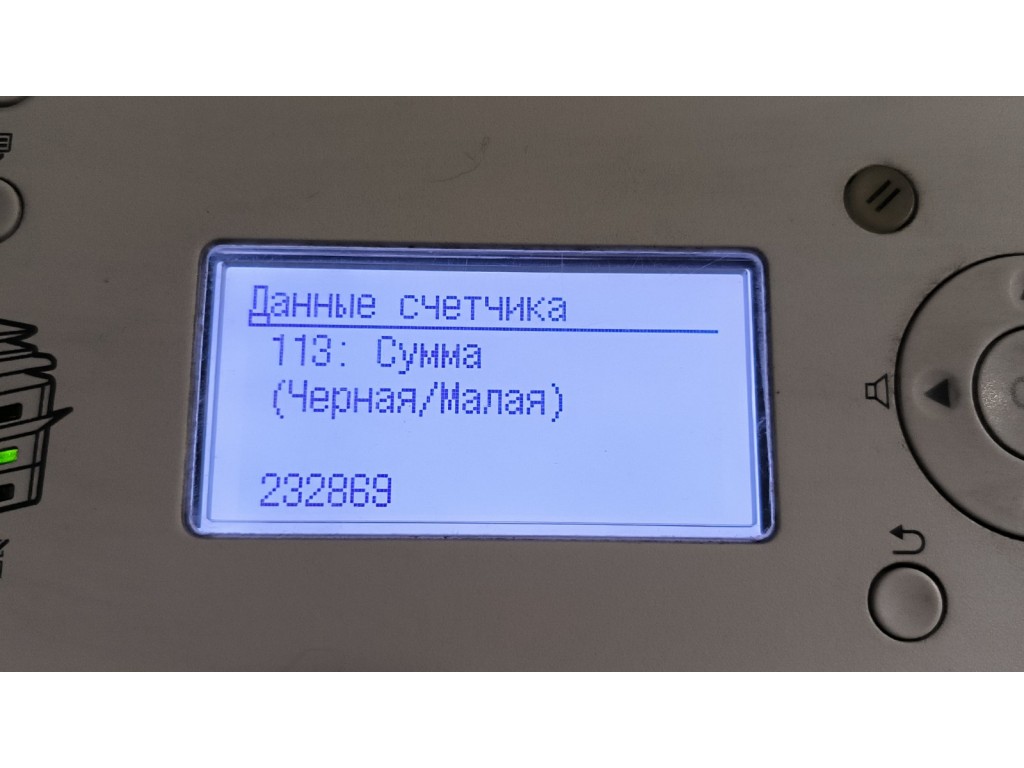 Данные счетчика
113: Сумма
(Черная/Малая)
232869